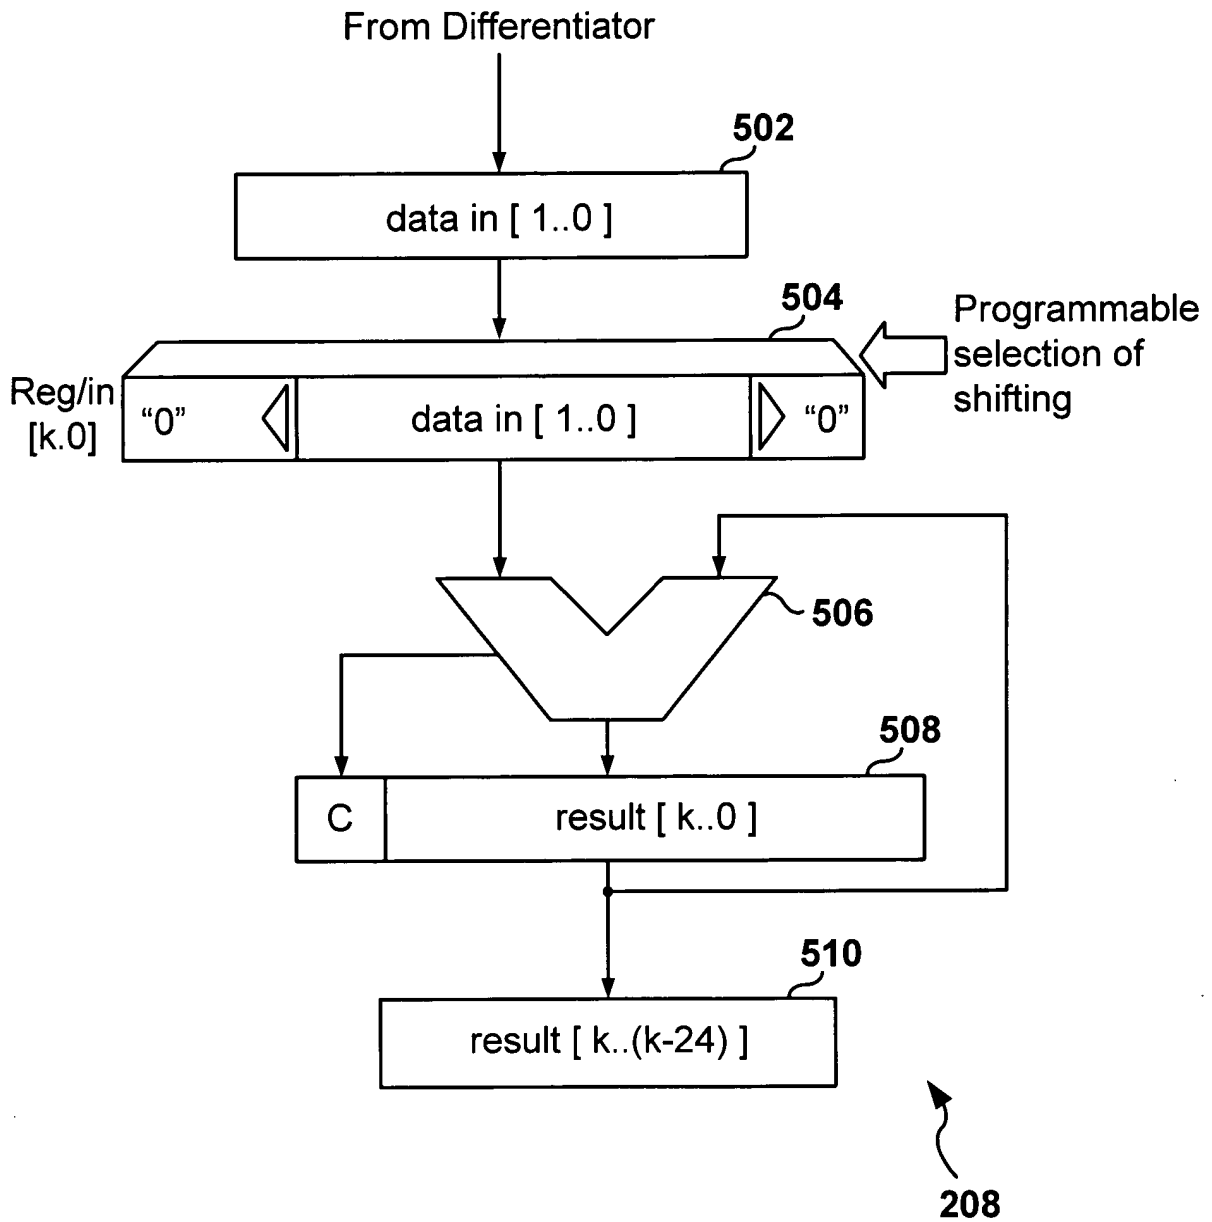 From Differentiator
502
data in [ 1..0 ]
504
Programmable
selection of
shifting
Reg/in
[k.0]
“0”
data in [ 1..0 ]
“0”
506
508
C
result [ k..0 ]
510
result [ k..(k-24) ]
208